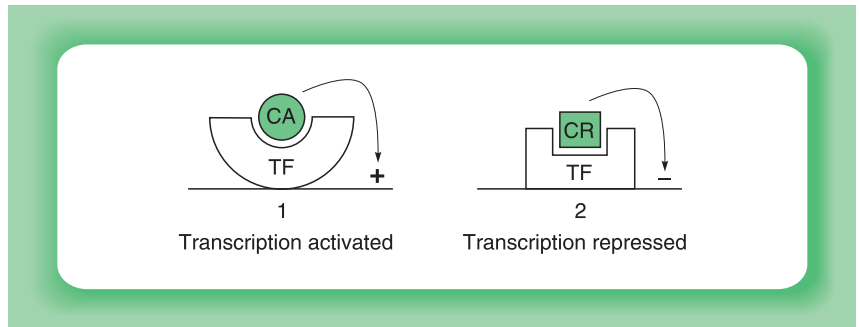 CA
TF
+
1
Transcription activated
CR
TF
–
2
Transcription repressed